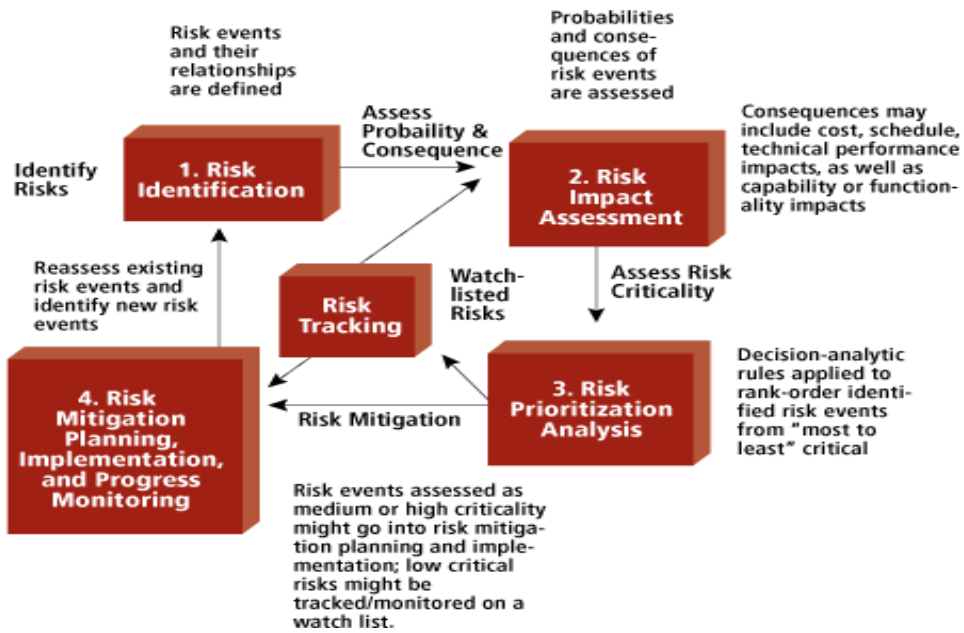 Risk events
and their
relationships
are defined
Probabilities
and conse-
quences of
risk events
are assessed
Assess
Probaility &
Consequence
Consequences may
include cost, schedule,
technical performance
impacts, as well as
capability or function-
ality impacts
Identify
Risks
1. Risk
Identification
2. Risk
Impact
Assessment
Reassess existing
risk events and
identify new risk
events
Risk
Tracking
Watch-
listed
Risks
Assess Risk
Criticality
4. Risk
Mitigation
Planning,
Implementation,
and Progress
Monitoring
Risk Mitigation
3. Risk
Prioritization
Analysis
Decision-analytic
rules applied to
rank-order identi-
fied risk events
from “most to
least” critical
Risk events assessed as
medium or high criticality
might go into risk mitiga-
tion planning and imple-
mentation; low critical
risks might be
tracked/monitored on a
watch list.